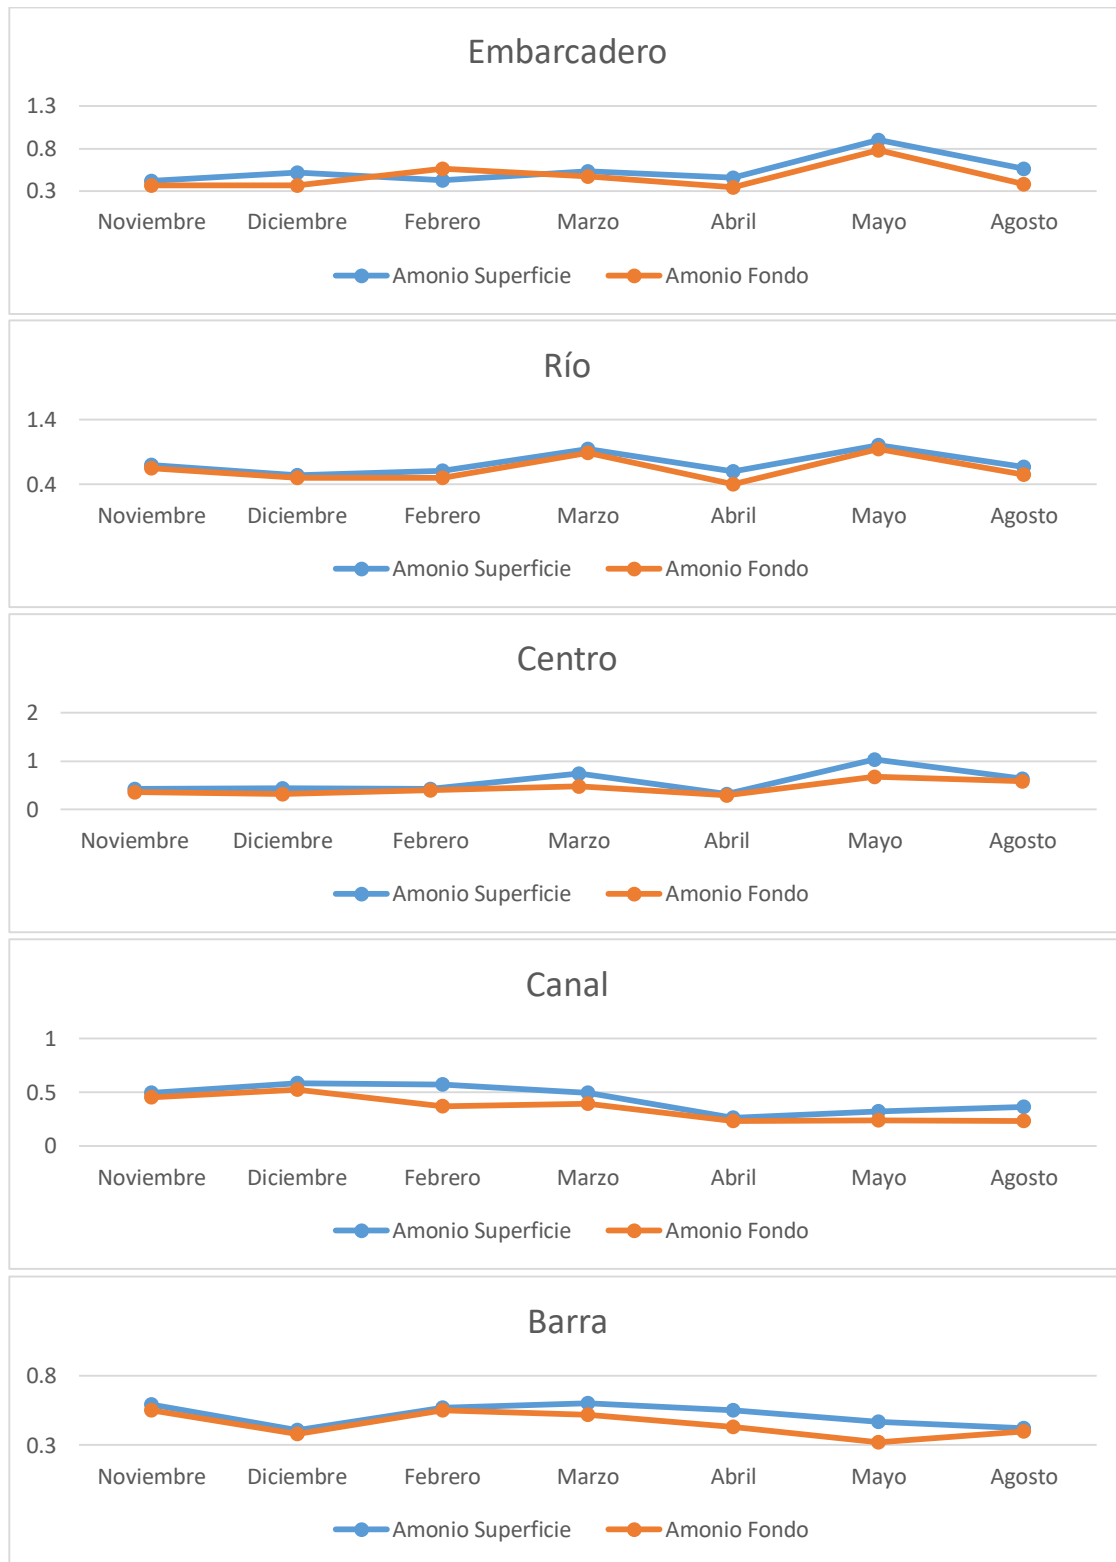 Embarcadero
1.3
0.8
0.3
Noviembre Diciembre Febrero Marzo Abril Mayo Agosto
Amonio Superficie Amonio Fondo
Río
1.4
0.4
Noviembre Diciembre Febrero Marzo Abril Mayo Agosto
Amonio Superficie Amonio Fondo
Centro
2
1
0
Noviembre Diciembre Febrero Marzo Abril Mayo Agosto
Amonio Superficie Amonio Fondo
Canal
1
0.5
0
Noviembre Diciembre Febrero Marzo Abril Mayo Agosto
Amonio Superficie Amonio Fondo
Barra
0.8
0.3
Noviembre Diciembre Febrero Marzo Abril Mayo Agosto
Amonio Superficie Amonio Fondo